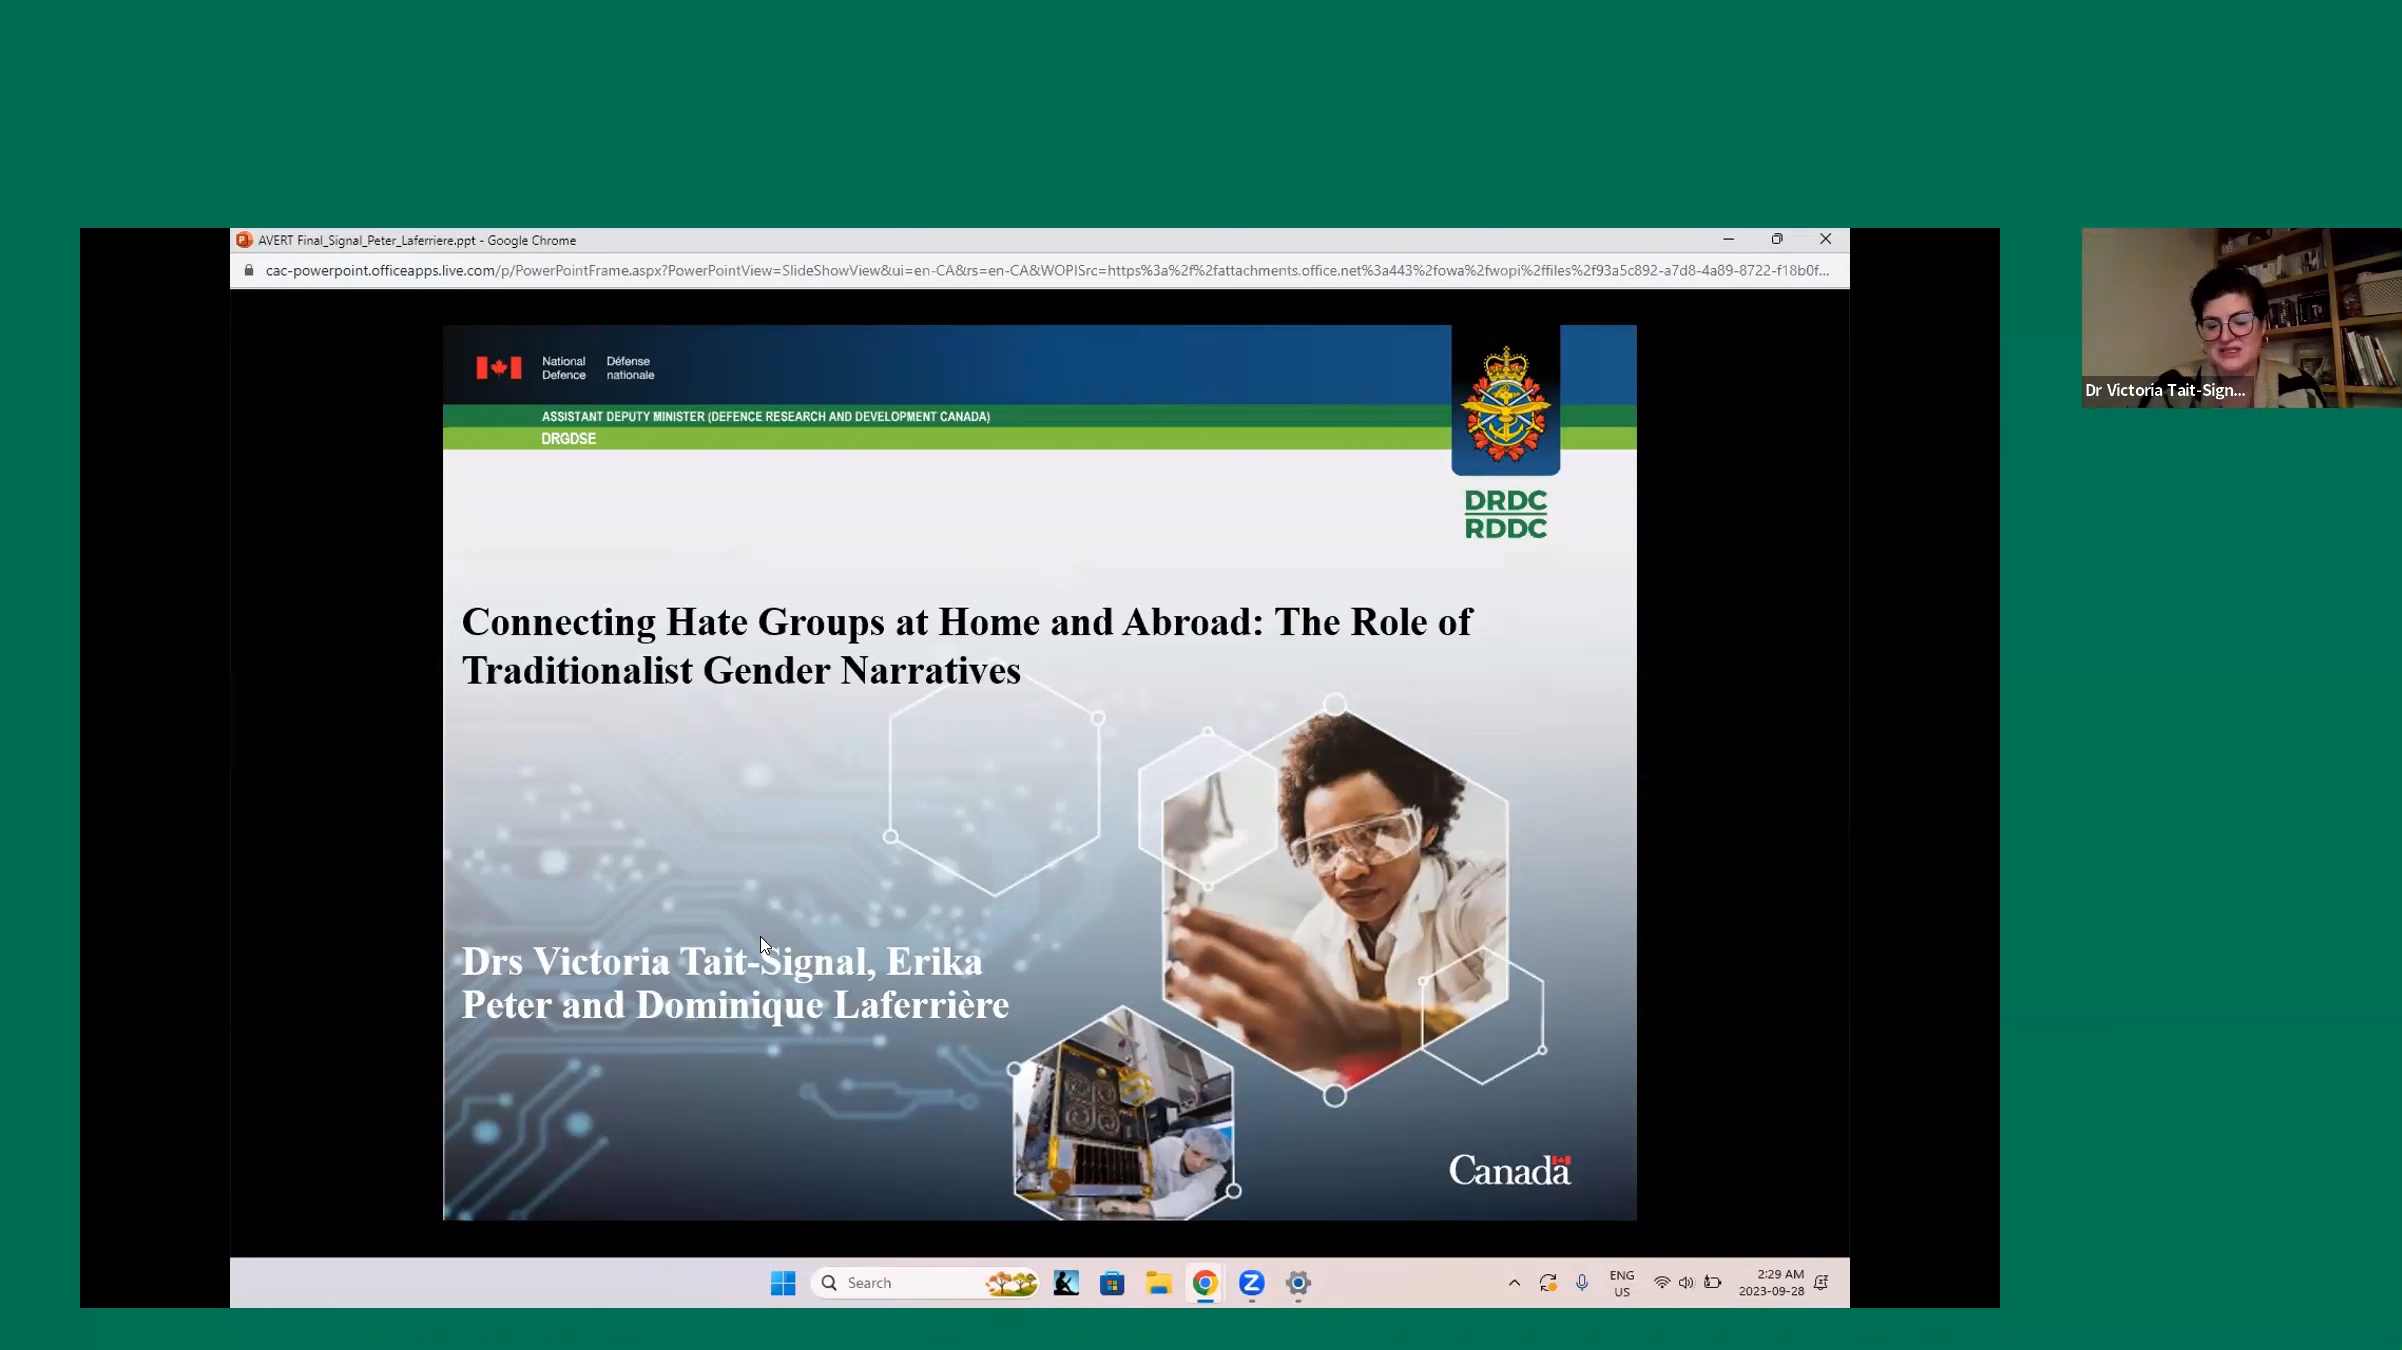 AVERT Final_Signal_Peter_Laferriere.ppt - Google Chrome
cac-powerpoint.officeapps.live.com/p/PowerPointFrame.aspx?PowerPointView=SlideShowView&ui=en-CA&rs=en-CA&WOPISrc=https%3a%2f%2fattachments.office.net%3a443%2fowa%2fwopi%2ffiles%2f93a5c892-a7d8-4a89-8722-f18b0f...
National Défense
Defence nationale
ASSISTANT DEPUTY MINISTER (DEFENCE RESEARCH AND DEVELOPMENT CANADA)
DRGDSE
DRDC
RDDC
Connecting Hate Groups at Home and Abroad: The Role of
Traditionalist Gender Narratives
Drs Victoria Tait-Signal, Erika
Peter and Dominique Laferrière
Canada
Dr Victoria Tait-Sign...
Search
ENG
US
2:29 AM
2023-09-28